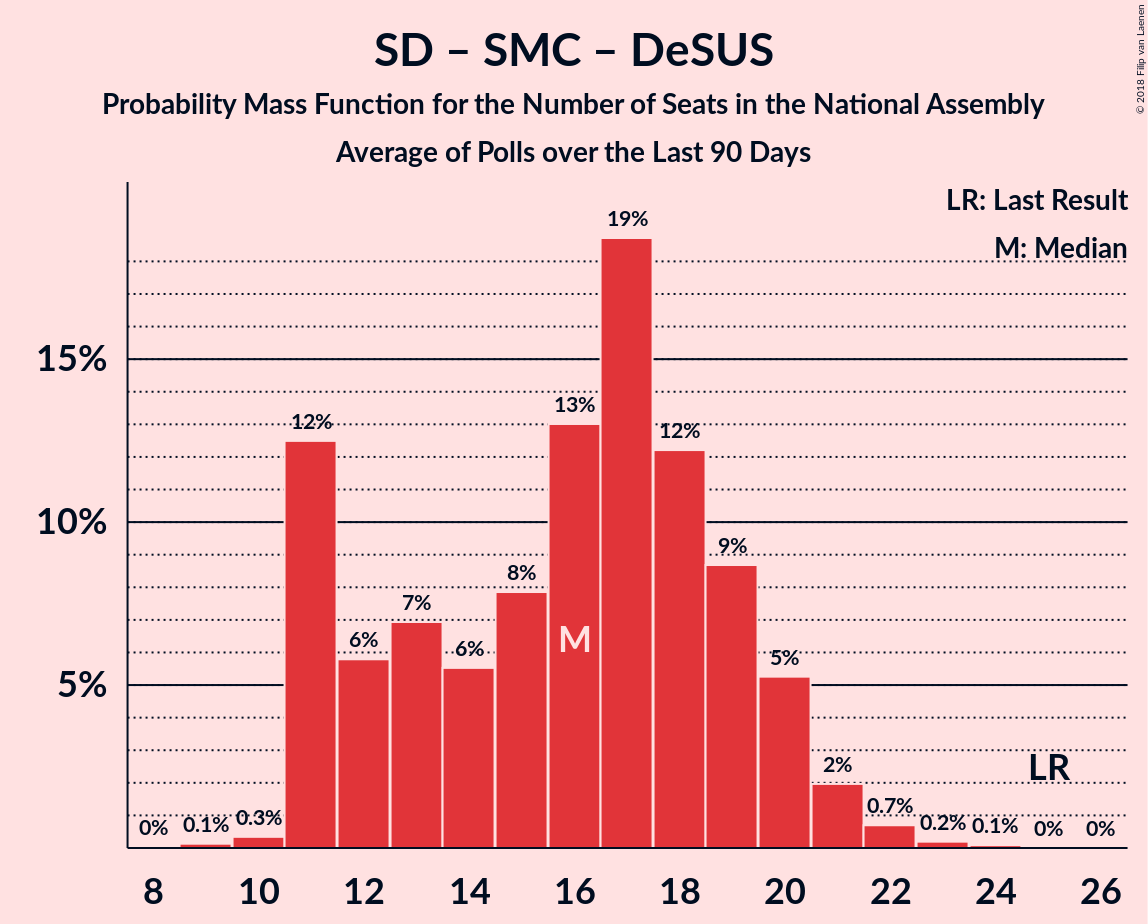 SD – SMC – DeSUS
Probability Mass Function for the Number of Seats in the National Assembly
Average of Polls over the Last 90 Days
© 2018 Filip van Laenen
LR: Last Result
M: Median
15%
10%
5%
0%
0.1%
0.3%
12%
6%
7%
6%
8%
13%
19%
12%
9%
5%
2%
0.7%
0.2%
0.1%
0%
0%
M
LR
8 10 12 14 16 18 20 22 24 26